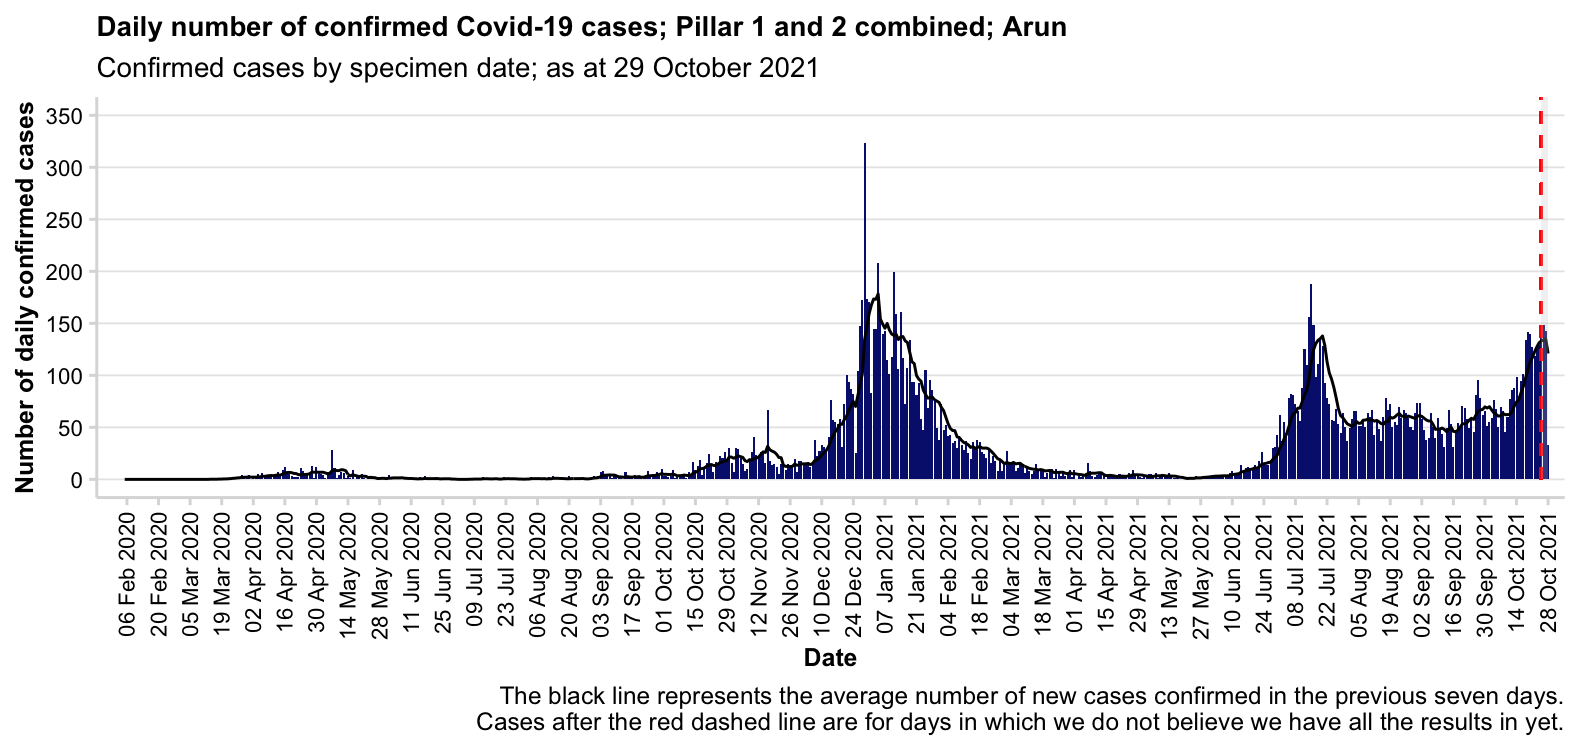 Daily number of confirmed Covid-19 cases; Pillar 1 and 2 combined; Arun
Confirmed cases by specimen date; as at 29 October 2021
Number of daily confirmed cases
350
300
250
200
150
100
50
0
06 Feb 2020
20 Feb 2020
05 Mar 2020
19 Mar 2020
02 Apr 2020
16 Apr 2020
30 Apr 2020
14 May 2020
28 May 2020
11 Jun 2020
25 Jun 2020
09 Jul 2020
23 Jul 2020
06 Aug 2020
20 Aug 2020
03 Sep 2020
17 Sep 2020
01 Oct 2020
15 Oct 2020
29 Oct 2020
12 Nov 2020
26 Nov 2020
10 Dec 2020
24 Dec 2020
07 Jan 2021
21 Jan 2021
04 Feb 2021
18 Feb 2021
04 Mar 2021
18 Mar 2021
01 Apr 2021
15 Apr 2021
29 Apr 2021
13 May 2021
27 May 2021
10 Jun 2021
24 Jun 2021
08 Jul 2021
22 Jul 2021
05 Aug 2021
19 Aug 2021
02 Sep 2021
16 Sep 2021
30 Sep 2021
14 Oct 2021
28 Oct 2021
Date
The black line represents the average number of new cases confirmed in the previous seven days.
Cases after the red dashed line are for days in which we do not believe we have all the results in yet.